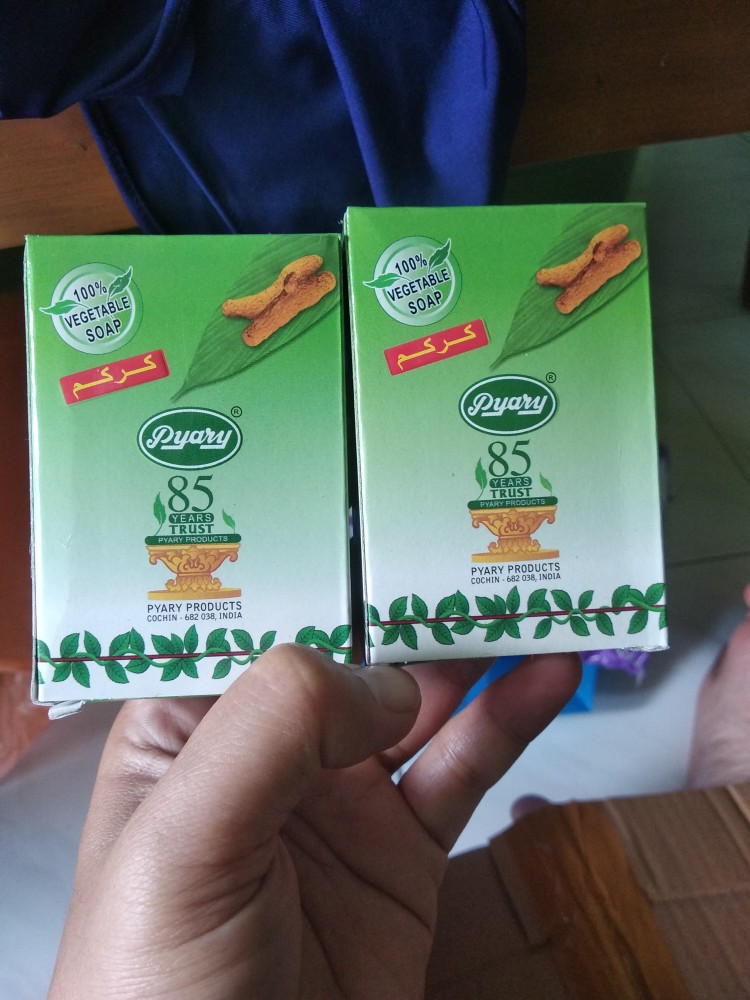 100%
VEGETABLE
SOAP
كركم
Pyary®
85
YEARS
TRUST
PYARY PRODUCTS
PYARY PRODUCTS
COCHIN - 682 038, INDIA
100%
VEGETABLE
SOAP
كركم
Pyary®
85
YEARS
TRUST
PYARY PRODUCTS
PYARY PRODUCTS
COCHIN - 682 038, INDIA